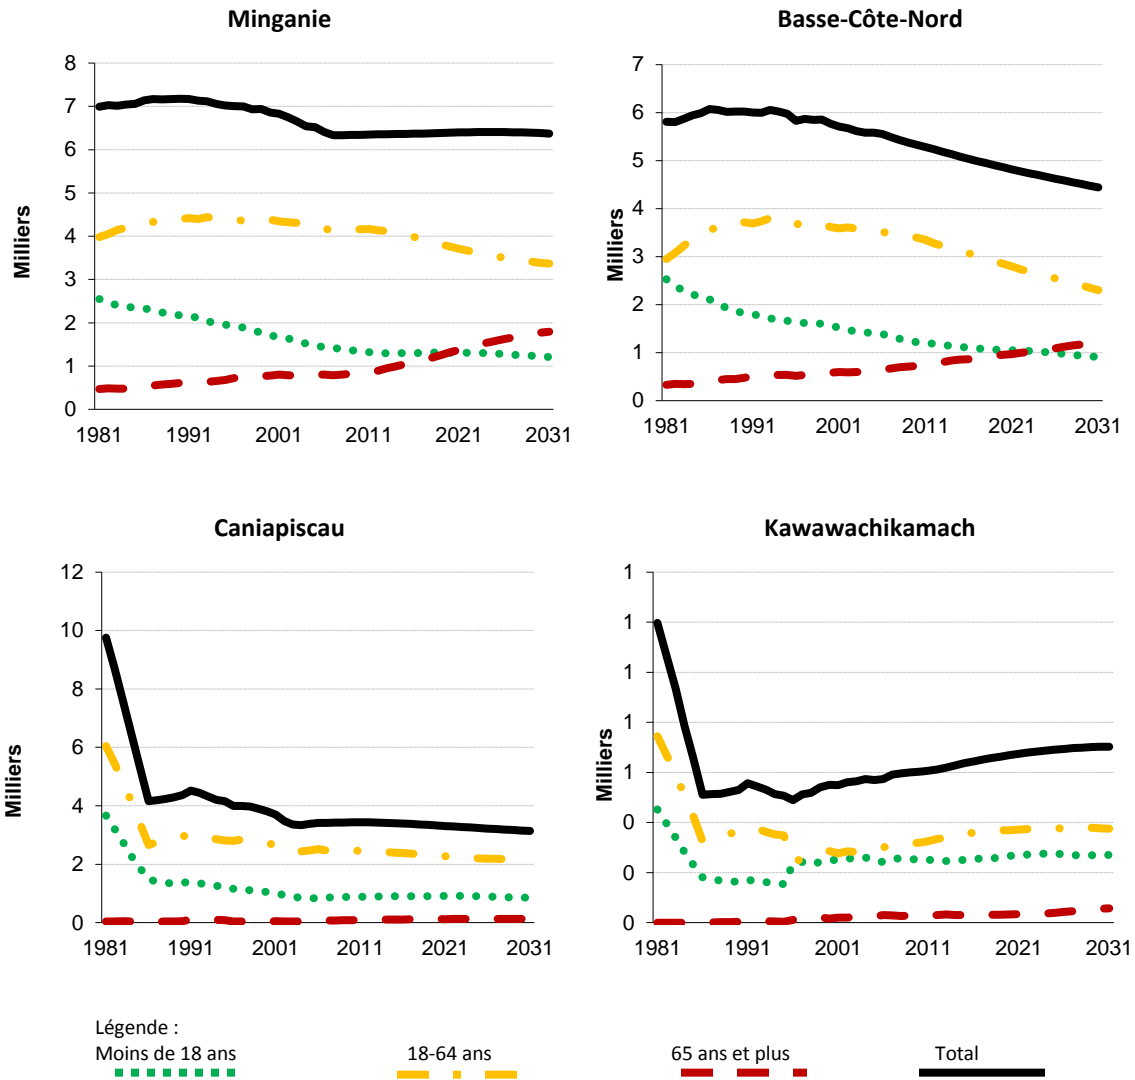 Minganie
8
7
6
5
4
3
2
1
0
Milliers
1981 1991 2001 2011 2021 2031
Basse-Côte-Nord
7
6
5
4
3
2
1
0
Milliers
1981 1991 2001 2011 2021 2031
Caniapiscau
12
10
8
6
4
2
0
Milliers
1981 1991 2001 2011 2021 2031
Kawawachikamach
1
1
1
1
1
0
0
0
Milliers
1981 1991 2001 2011 2021 2031
Légende :
Moins de 18 ans 18-64 ans 65 ans et plus Total